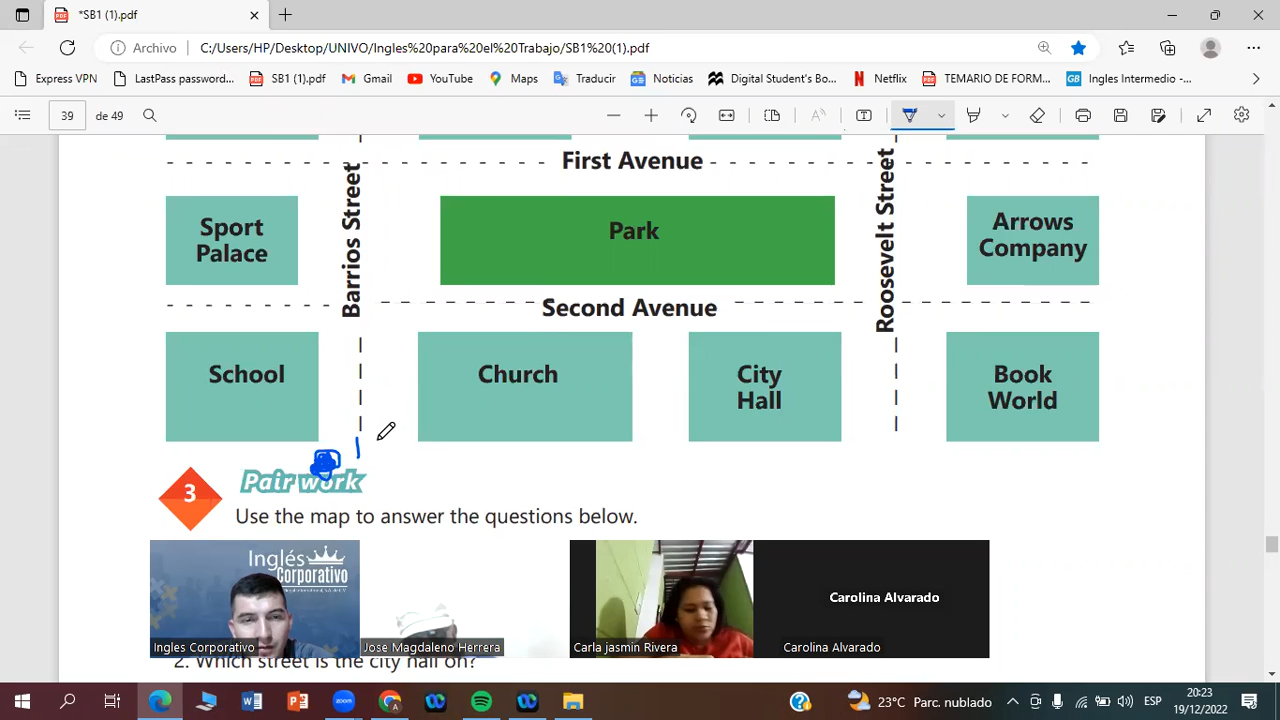 *SB1 (1).pdf
Archivo
C:/Users/HP/Desktop/UNIVO/Ingles%20para%20el%20Trabajo/SB1%20(1).pdf
Express VPN
LastPass password...
SB1 (1).pdf
Gmail
YouTube
Maps
Traducir
Noticias
Digital Student's Bo...
Netflix
TEMARIO DE FORM...
Ingles Intermedio -...
39
de 49
First Avenue
Barrios Street
Roosevelt Street
Sport
Palace
Park
Arrows
Company
Second Avenue
School
Church
City
Hall
Book
World
3
Pair work
Use the map to answer the questions below.
Inglés
Corporativo
Ingles Corporativo
Jose Magdaleno Herrera
Carla jasmin Rivera
Carolina Alvarado
Carolina Alvarado
2. Which street is the city hall on?
23°C Parc. nublado
ESP
20:23
19/12/2022